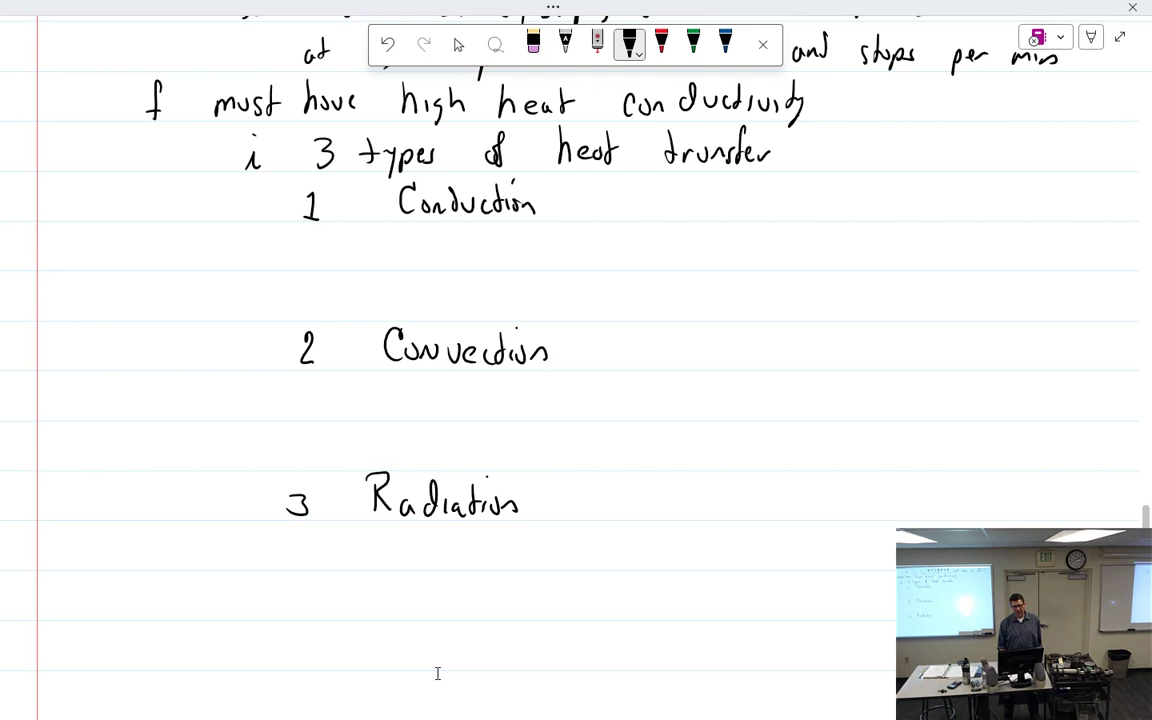 at and stops per min
f must have high heat conductivity
i 3 types of heat transfer
1 Conduction
2 Convection
3 Radiation
EXIT